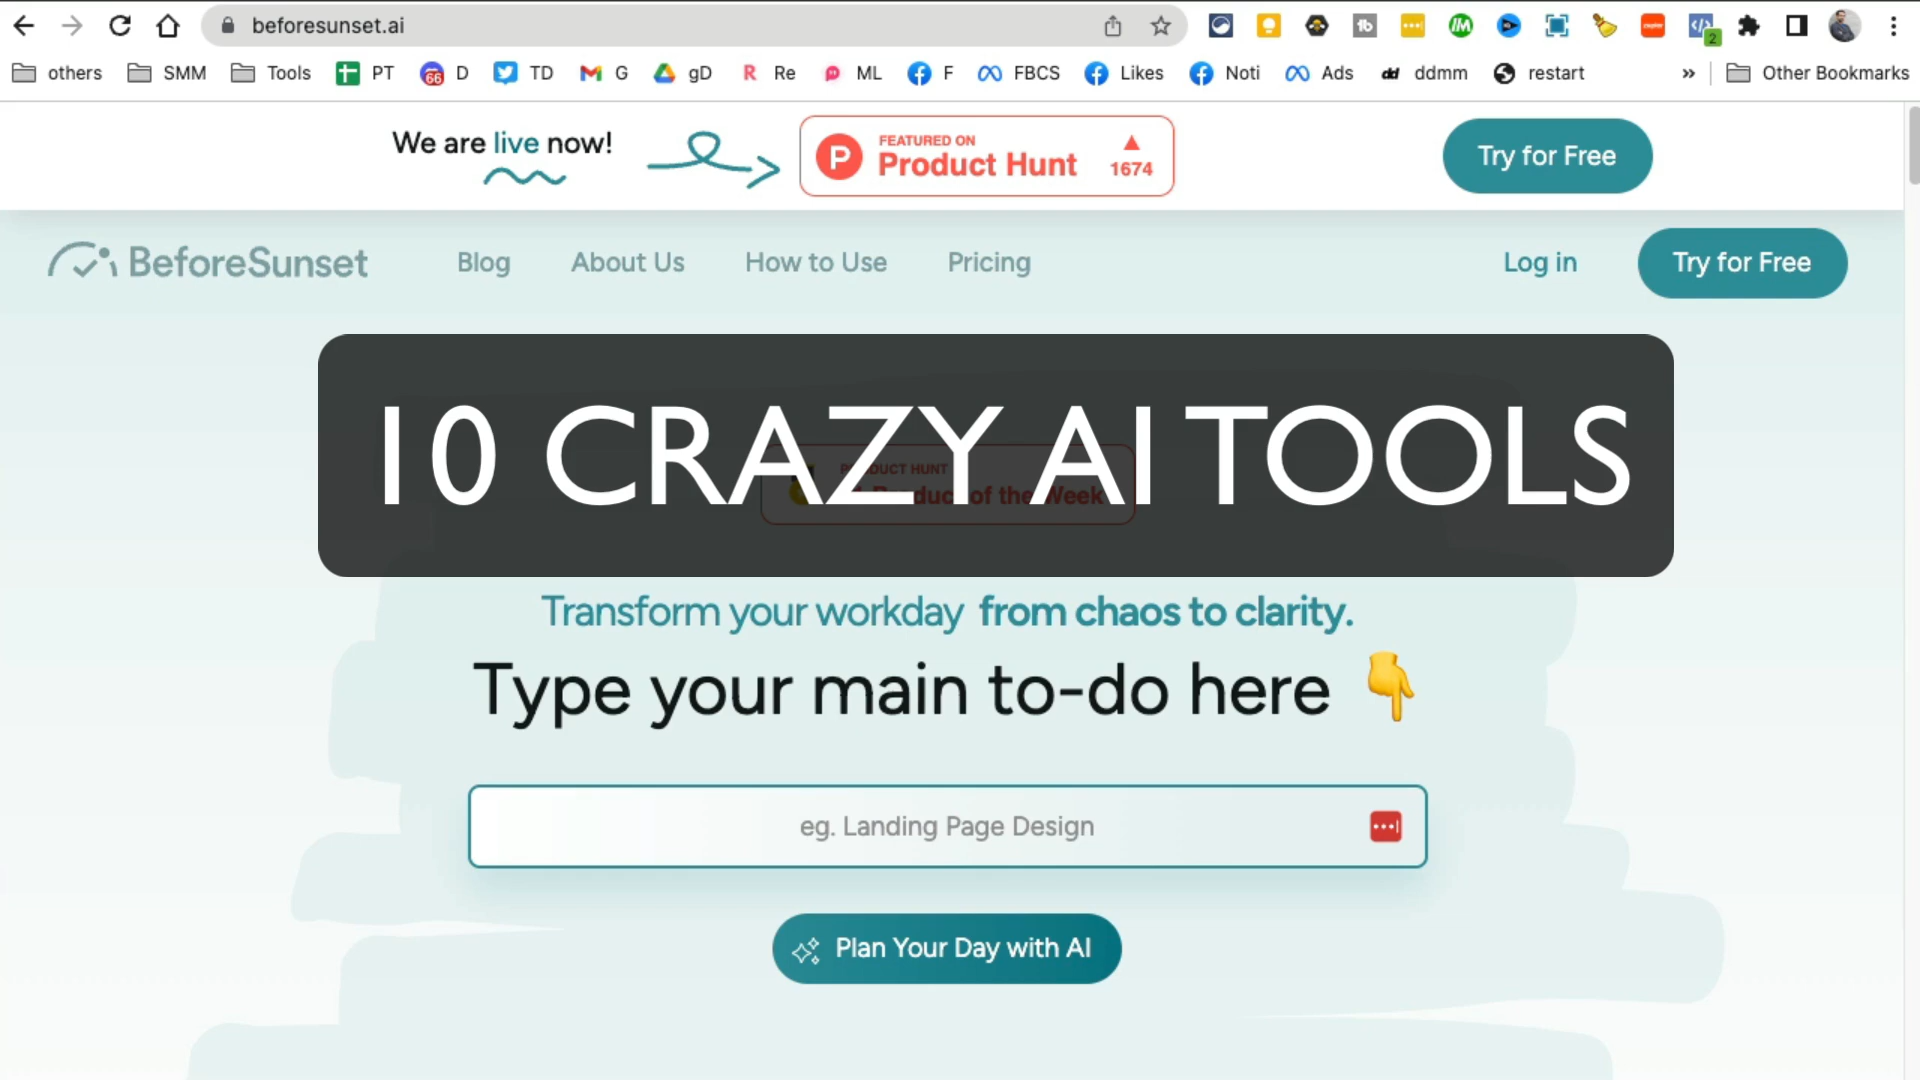 beforesunset.ai
2
others SMM Tools PT D TD G gD Re ML F FBCS Likes Noti Ads ddmm restart » Other Bookmarks
We are live now!
FEATURED ON
Product Hunt
1674
Try for Free
BeforeSunset Blog About Us How to Use Pricing Log in Try for Free
10 CRAZY AI TOOLS
Transform your workday from chaos to clarity.
Type your main to-do here 👇
eg. Landing Page Design
Plan Your Day with AI